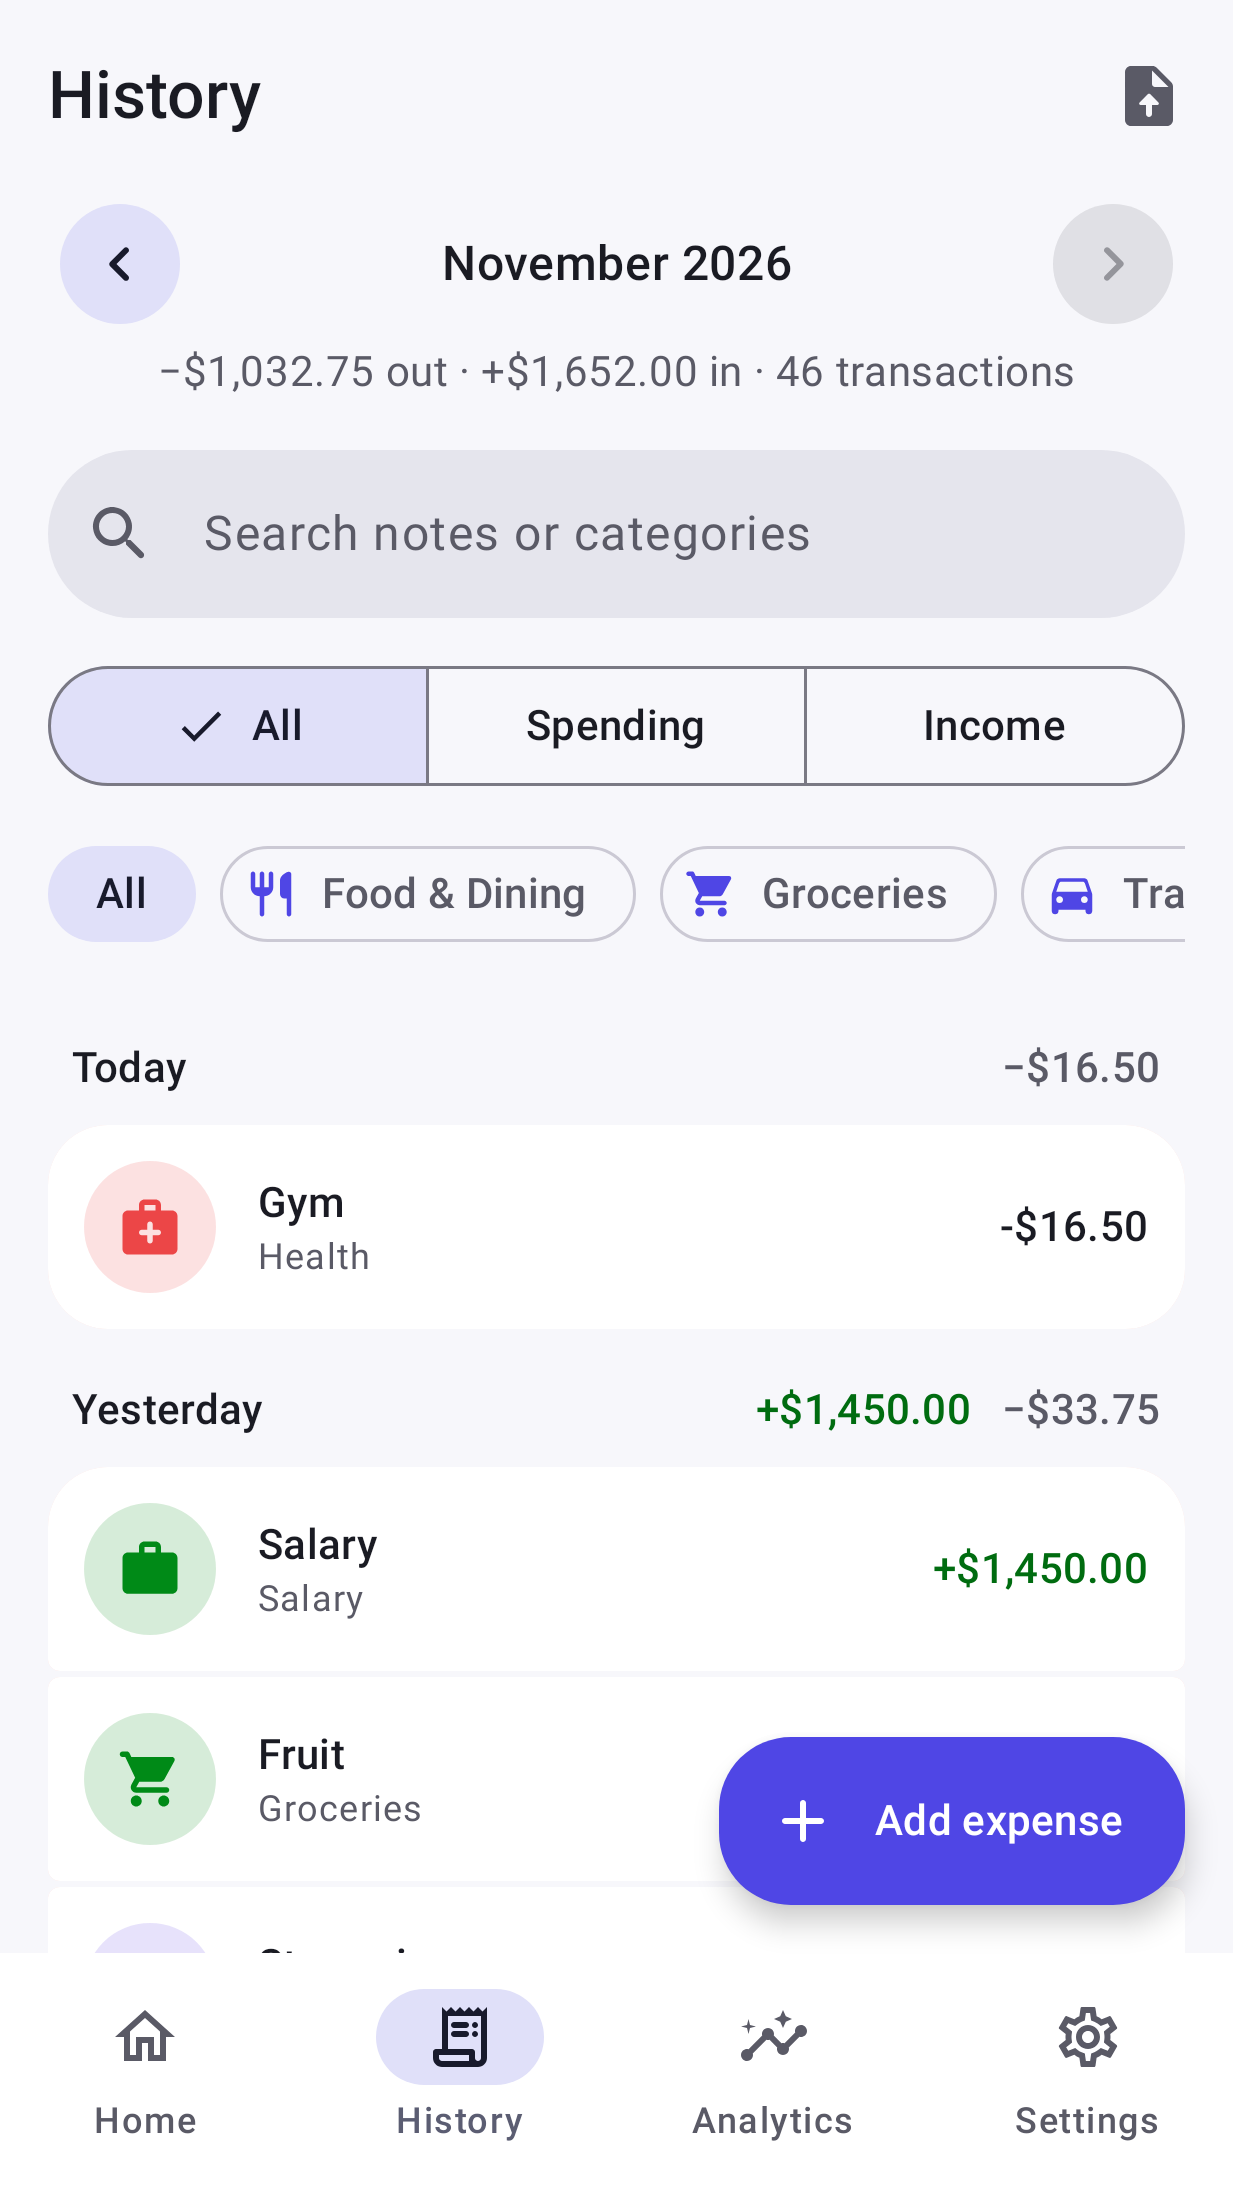 History
November 2026
−$1,032.75 out · +$1,652.00 in · 46 transactions
Search notes or categories
All
Spending
Income
All
Food & Dining
Groceries
Tra
Today
−$16.50
Gym
Health
-$16.50
Yesterday
+$1,450.00 −$33.75
Salary
Salary
+$1,450.00
Fruit
Groceries
Add expense
Home
History
Analytics
Settings